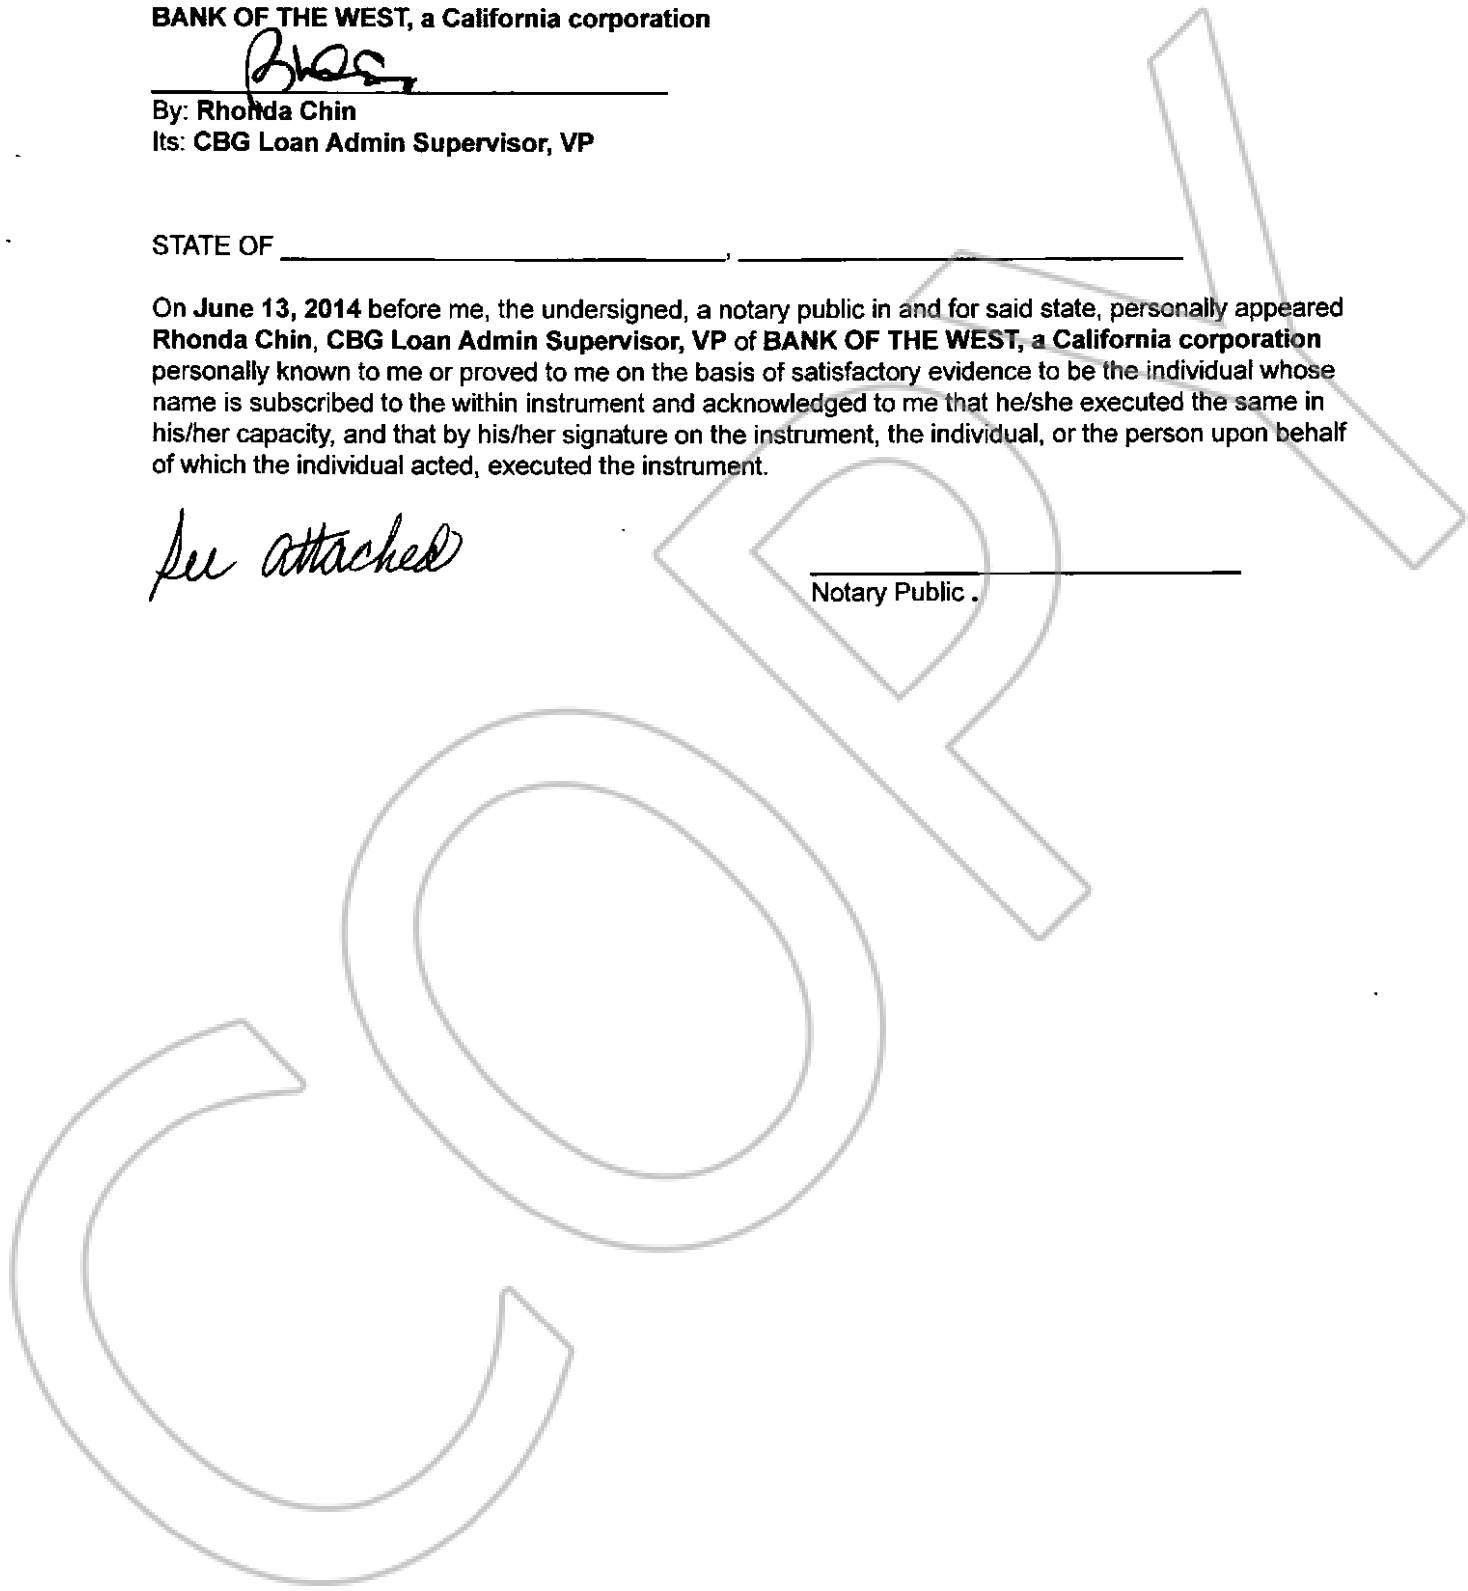 BANK OF THE WEST, a California corporation
By: Rhonda Chin
Its: CBG Loan Admin Supervisor, VP
STATE OF ____________________, ____________________
On June 13, 2014 before me, the undersigned, a notary public in and for said state, personally appeared
Rhonda Chin, CBG Loan Admin Supervisor, VP of BANK OF THE WEST, a California corporation
personally known to me or proved to me on the basis of satisfactory evidence to be the individual whose
name is subscribed to the within instrument and acknowledged to me that he/she executed the same in
his/her capacity, and that by his/her signature on the instrument, the individual, or the person upon behalf
of which the individual acted, executed the instrument.
See attached
Notary Public
COPY